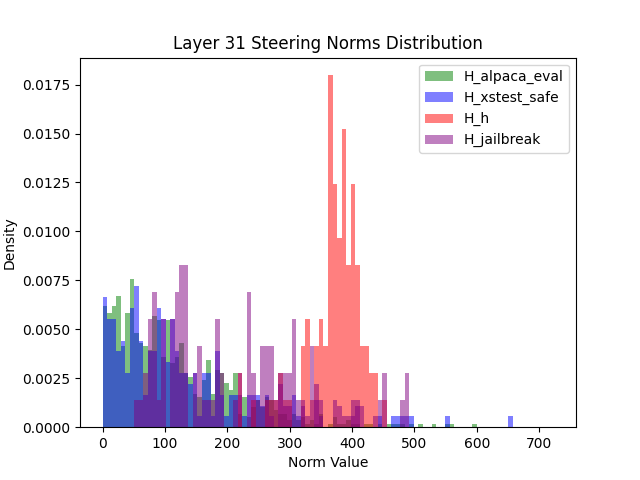 Layer 31 Steering Norms Distribution
H_alpaca_eval
H_xstest_safe
H_h
H_jailbreak
Density
0.0175
0.0150
0.0125
0.0100
0.0075
0.0050
0.0025
0.0000
0 100 200 300 400 500 600 700
Norm Value